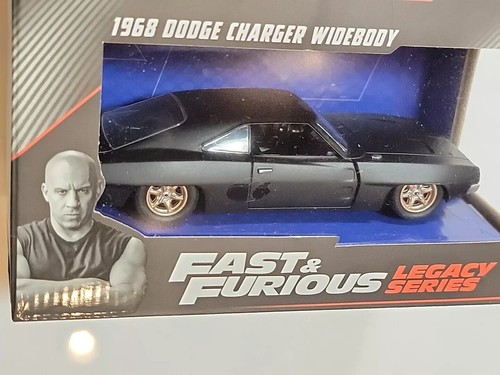 1968 DODGE CHARGER WIDEBODY
FAST &
FURIOUS
LEGACY
SERIES